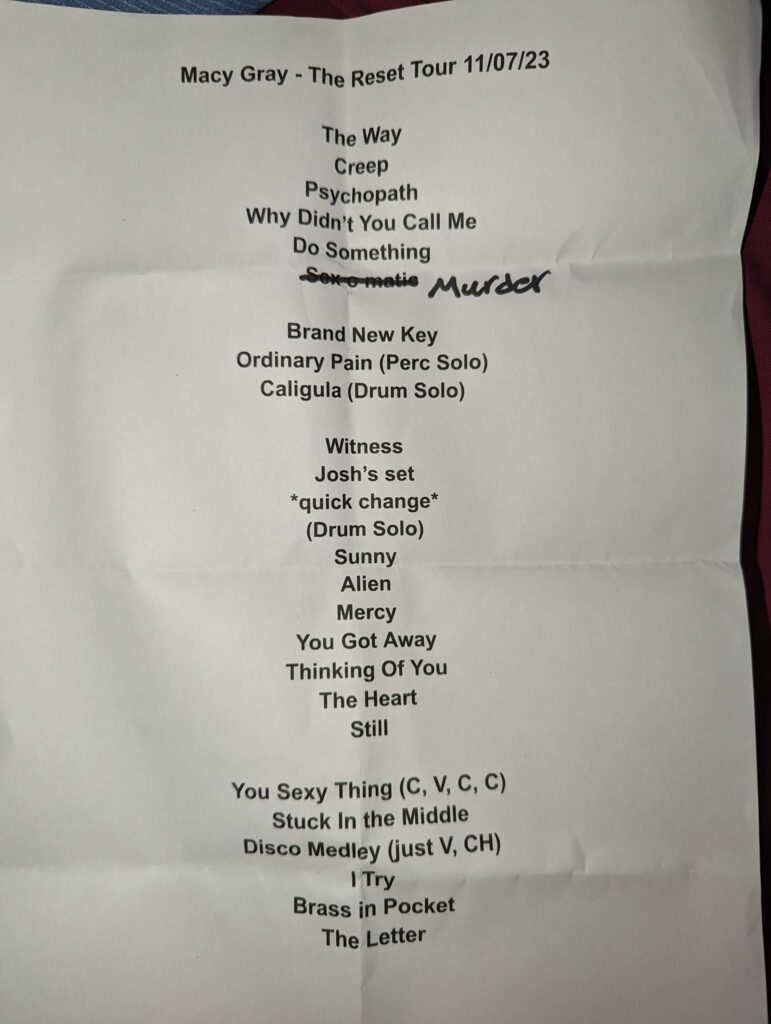 Macy Gray - The Reset Tour 11/07/23
The Way
Creep
Psychopath
Why Didn't You Call Me
Do Something
Sex-o-matic Murder
Brand New Key
Ordinary Pain (Perc Solo)
Caligula (Drum Solo)
Witness
Josh's set
*quick change*
(Drum Solo)
Sunny
Alien
Mercy
You Got Away
Thinking Of You
The Heart
Still
You Sexy Thing (C, V, C, C)
Stuck In the Middle
Disco Medley (just V, CH)
I Try
Brass in Pocket
The Letter